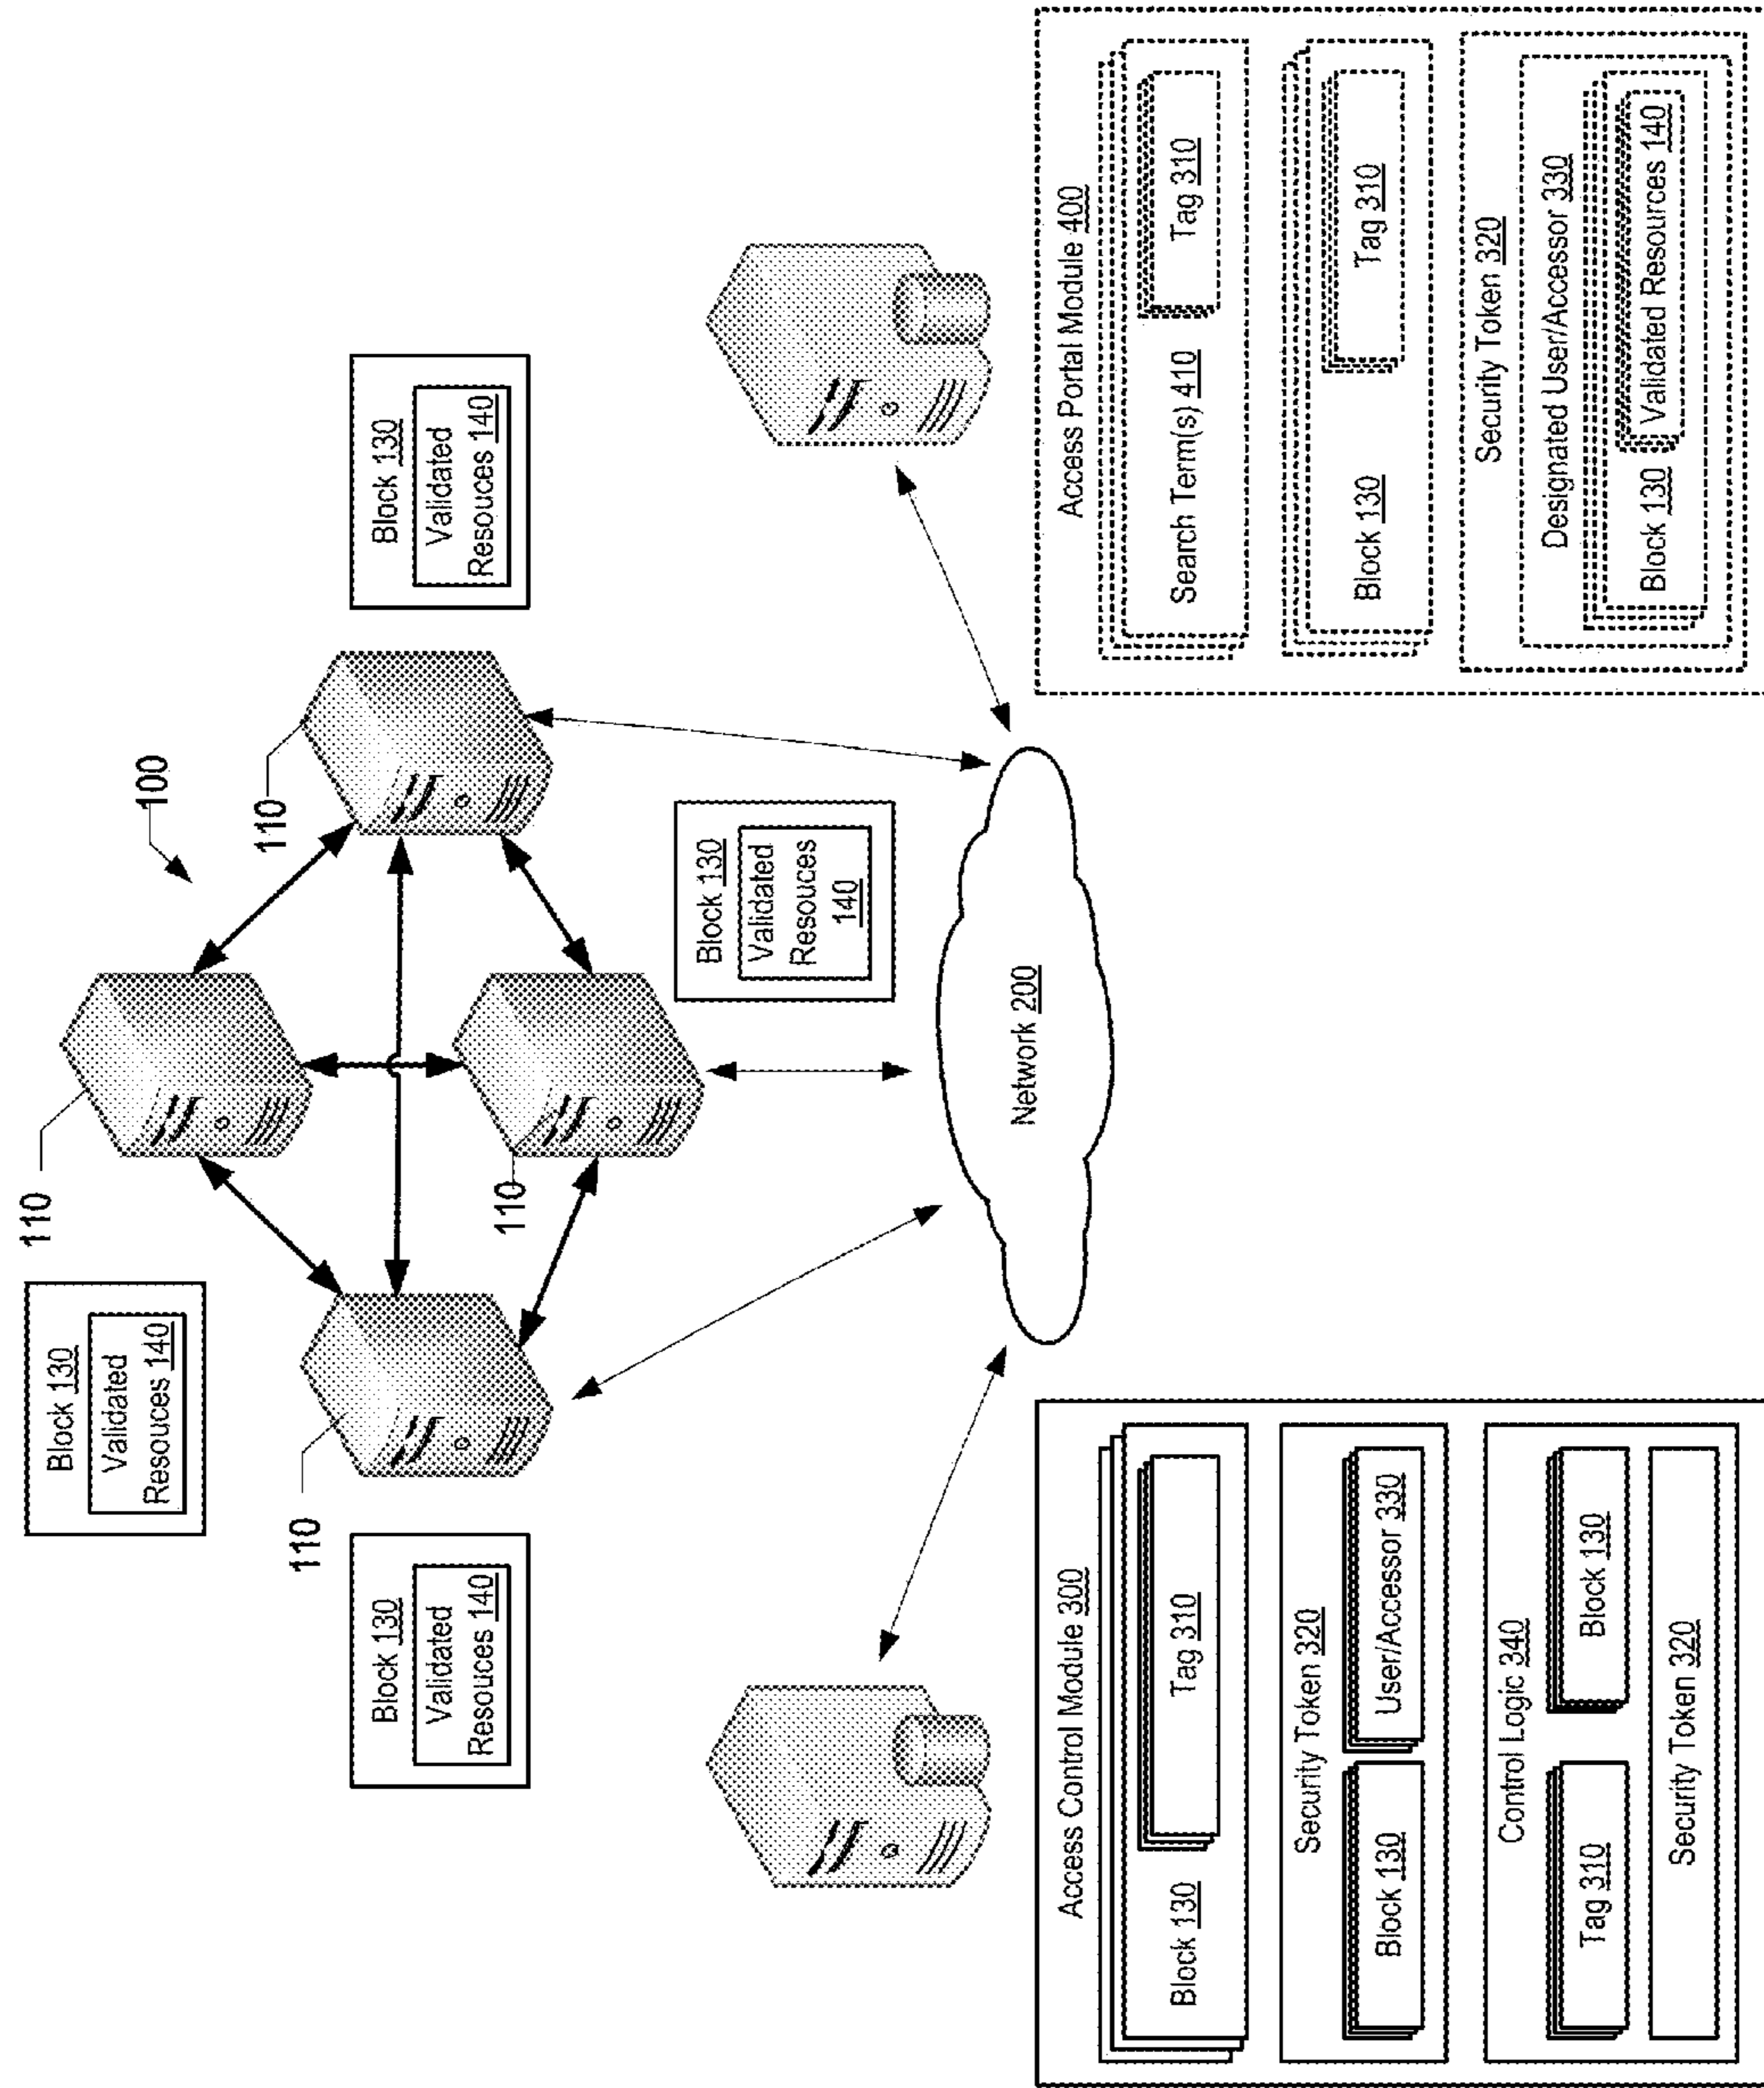 110
100
110
Block 130
Validated
Resouces 140
Block 130
Validated
Resouces 140
110
110
Block 130
Validated
Resouces 140
Block 130
Validated
Resouces
140
Network 200
Access Control Module 300
Block 130
Tag 310
Security Token 320
Block 130
User/Accessor 330
Control Logic 340
Tag 310
Block 130
Security Token 320
Access Portal Module 400
Search Term(s) 410
Tag 310
Block 130
Tag 310
Security Token 320
Designated User/Accessor 330
Block 130
Validated Resources 140